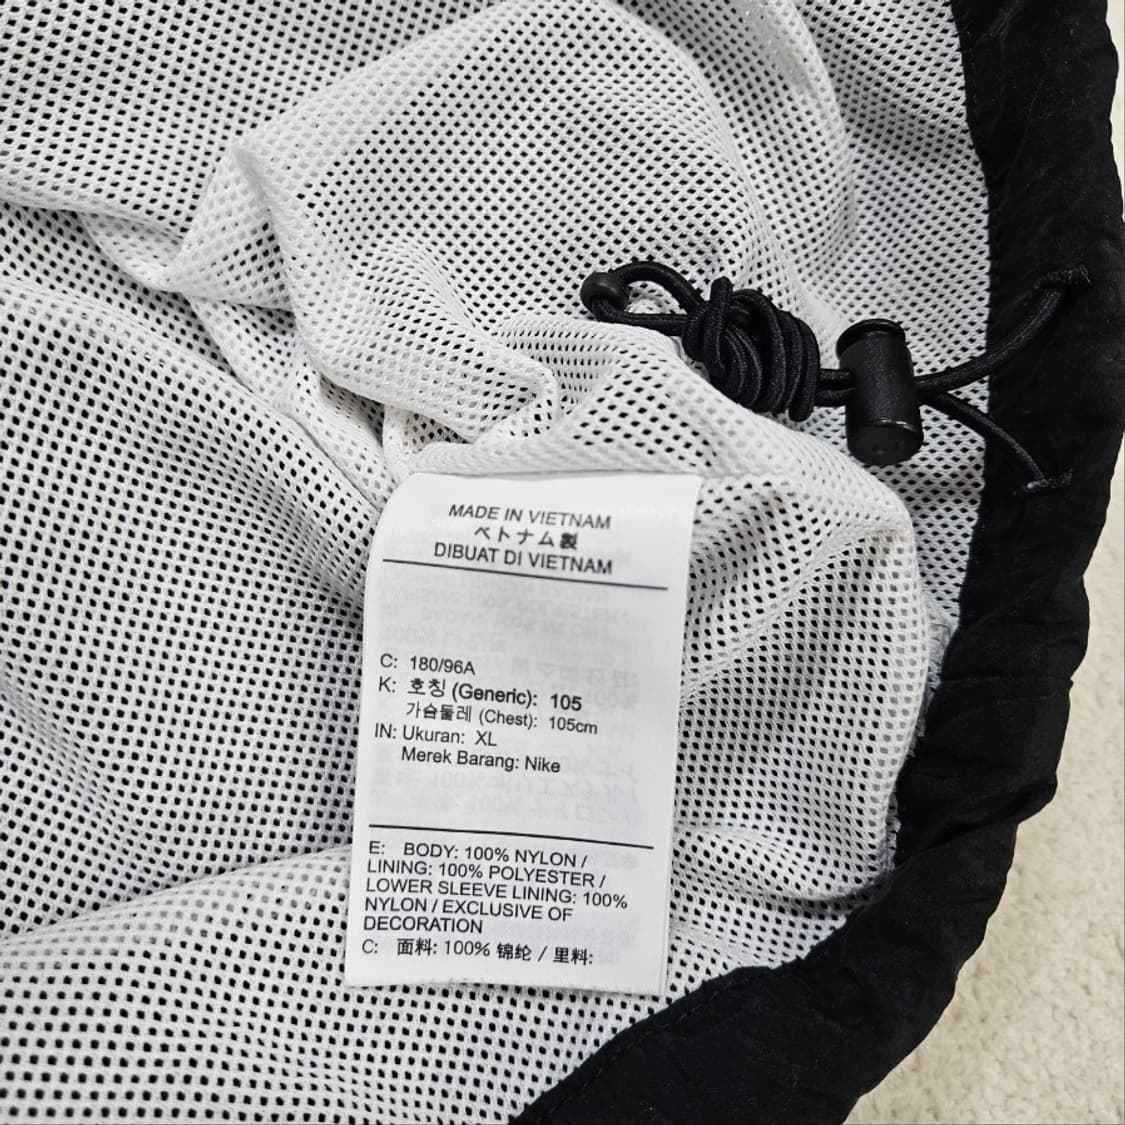 MADE IN VIETNAM
ベトナム製
DIBUAT DI VIETNAM
C: 180/96A
K: 호칭 (Generic): 105
가슴둘레 (Chest): 105cm
IN: Ukuran: XL
Merek Barang: Nike
E: BODY: 100% NYLON /
LINING: 100% POLYESTER /
LOWER SLEEVE LINING: 100%
NYLON / EXCLUSIVE OF
DECORATION
C: 面料: 100% 锦纶 / 里料: